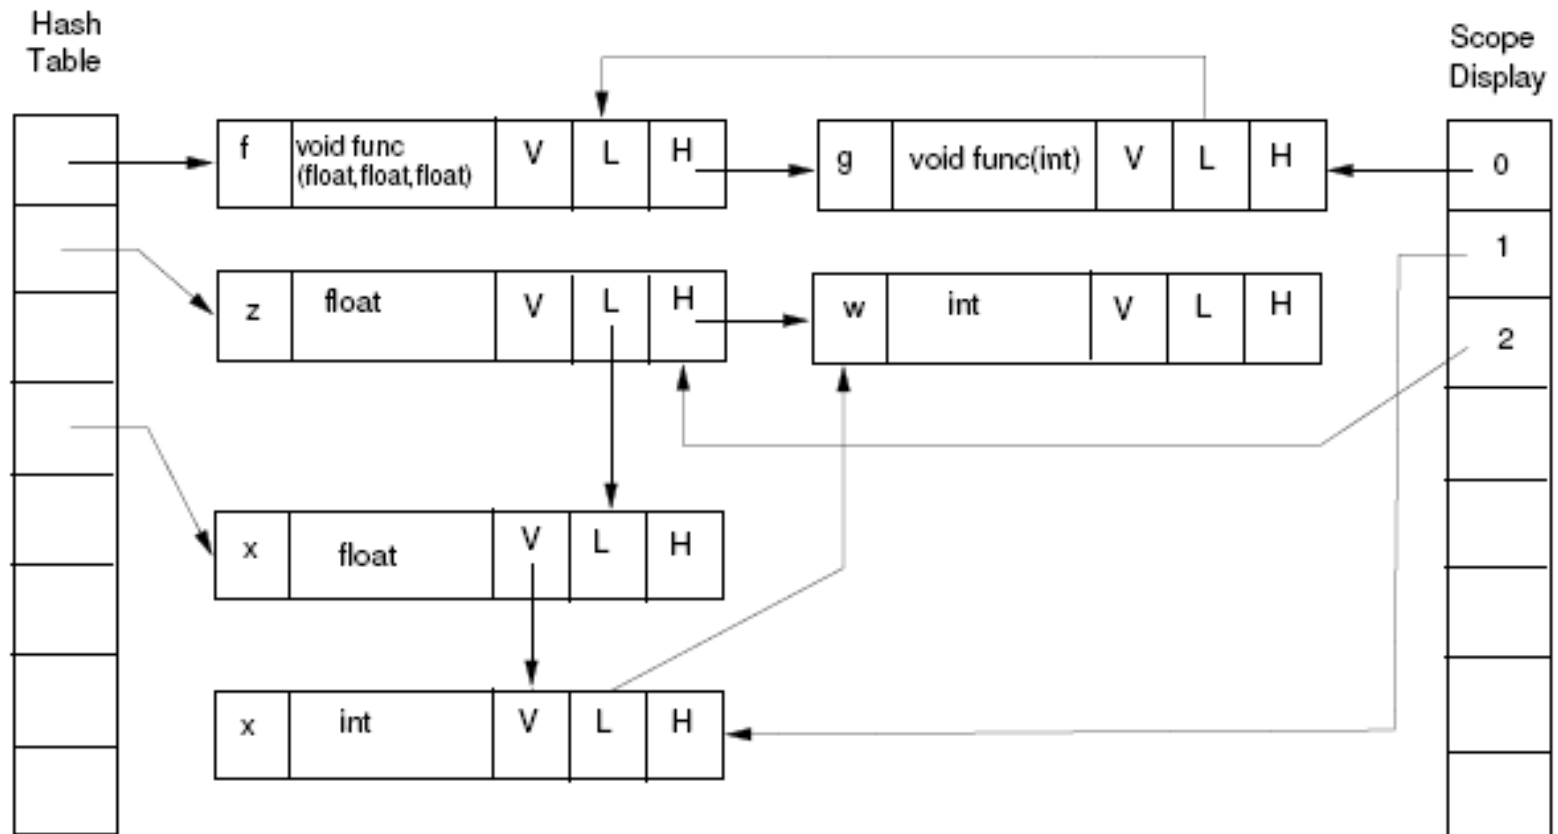 Hash
Table
Scope
Display
f
void func
(float,float,float)
V
L
H
g
void func(int)
V
L
H
0
1
z
float
V
L
H
w
int
V
L
H
2
x
float
V
L
H
x
int
V
L
H